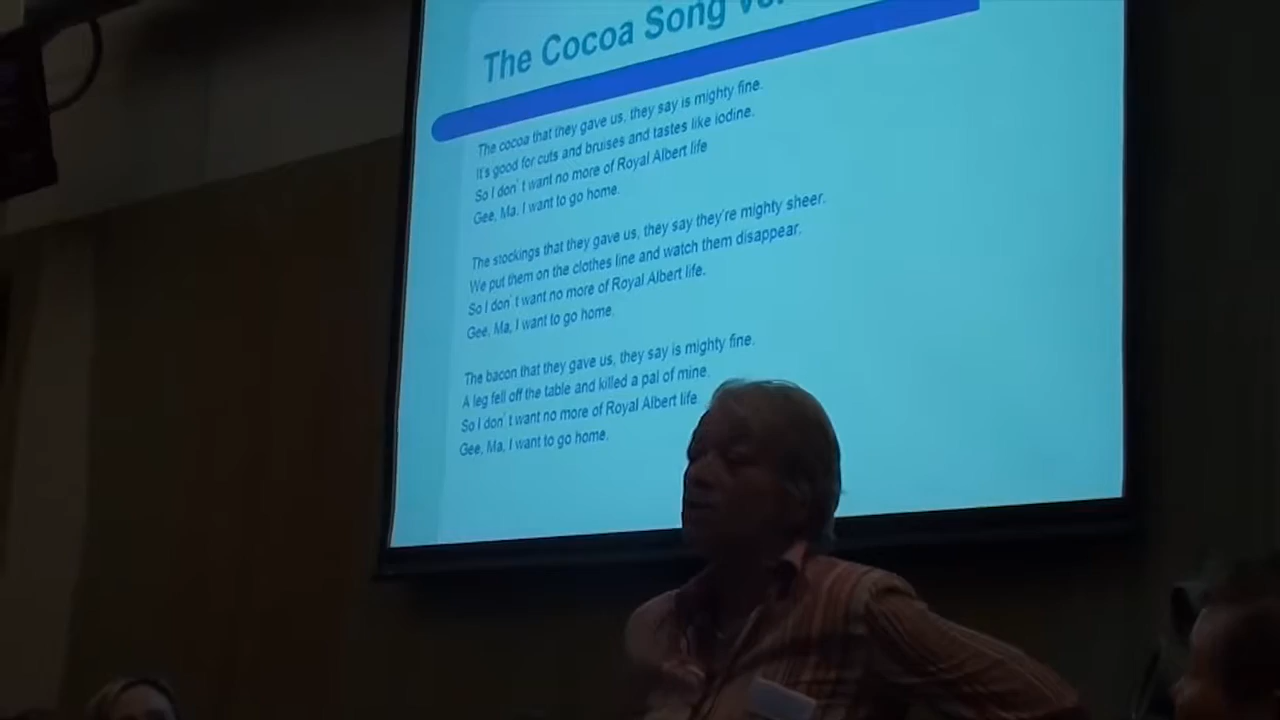 The Cocoa Song
The cocoa that they gave us, they say is mighty fine.
It's good for cuts and bruises and tastes like iodine.
So I don't want no more of Royal Albert life
Gee, Ma, I want to go home.
The stockings that they gave us, they say they're mighty sheer.
We put them on the clothes line and watch them disappear.
So I don't want no more of Royal Albert life.
Gee, Ma, I want to go home.
The bacon that they gave us, they say is mighty fine.
A leg fell off the table and killed a pal of mine.
So I don't want no more of Royal Albert life
Gee, Ma, I want to go home.